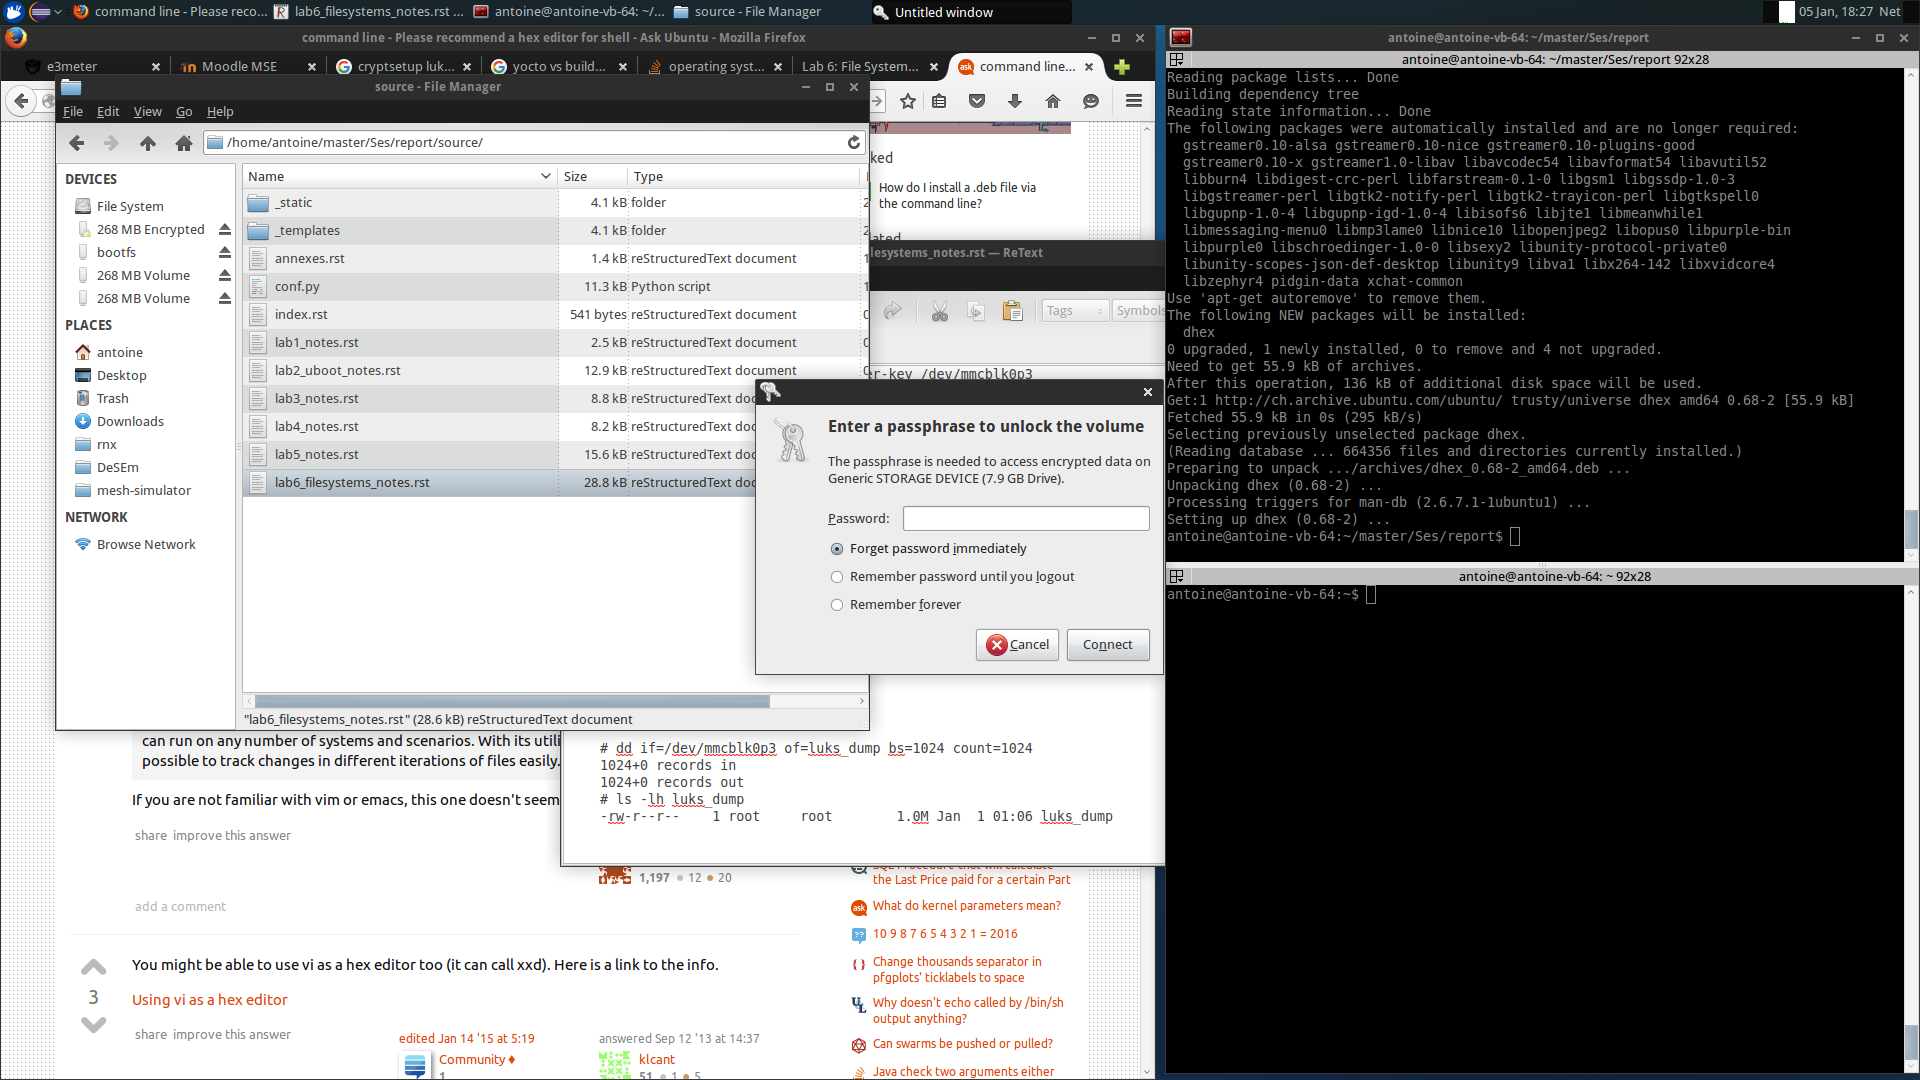 command line - Please reco...
lab6_filesystems_notes.rst ...
antoine@antoine-vb-64: ~/...
source - File Manager
Untitled window
05 Jan, 18:27 Net
command line - Please recommend a hex editor for shell - Ask Ubuntu - Mozilla Firefox
e3meter
Moodle MSE
cryptsetup luk...
yocto vs build...
operating syst...
Lab 6: File System...
command line...
source - File Manager
File Edit View Go Help
/home/antoine/master/Ses/report/source/
DEVICES
File System
268 MB Encrypted
bootfs
268 MB Volume
268 MB Volume
PLACES
antoine
Desktop
Trash
Downloads
rnx
DeSEm
mesh-simulator
NETWORK
Browse Network
Name Size Type
_static 4.1 kB folder 2
_templates 4.1 kB folder 2
annexes.rst 1.4 kB reStructuredText document 1
conf.py 11.3 kB Python script 1
index.rst 541 bytes reStructuredText document 0
lab1_notes.rst 2.5 kB reStructuredText document 0
lab2_uboot_notes.rst 12.9 kB reStructuredText document 0
lab3_notes.rst 8.8 kB reStructuredText doc
lab4_notes.rst 8.2 kB reStructuredText doc
lab5_notes.rst 15.6 kB reStructuredText doc
lab6_filesystems_notes.rst 28.8 kB reStructuredText doc
"lab6_filesystems_notes.rst" (28.6 kB) reStructuredText document
ked
How do I install a .deb file via
the command line?
lated
lesystems_notes.rst — ReText
Tags
Symbols
er-key /dev/mmcblk0p3
Enter a passphrase to unlock the volume
The passphrase is needed to access encrypted data on
Generic STORAGE DEVICE (7.9 GB Drive).
Password:
Forget password immediately
Remember password until you logout
Remember forever
Cancel
Connect
# dd if=/dev/mmcblk0p3 of=luks_dump bs=1024 count=1024
1024+0 records in
1024+0 records out
# ls -lh luks_dump
-rw-r--r-- 1 root root 1.0M Jan 1 01:06 luks_dump
can run on any number of systems and scenarios. With its utili
possible to track changes in different iterations of files easily.
If you are not familiar with vim or emacs, this one doesn't seem
share improve this answer
1,197 12 20
add a comment
3
You might be able to use vi as a hex editor too (it can call xxd). Here is a link to the info.
Using vi as a hex editor
share improve this answer
edited Jan 14 '15 at 5:19
Community ♦
1
answered Sep 12 '13 at 14:37
klcant
51 1 5
SQL Procedure that will calculate
the Last Price paid for a certain Part
What do kernel parameters mean?
10 9 8 7 6 5 4 3 2 1 = 2016
Change thousands separator in
pfgplots' ticklabels to space
Why doesn't echo called by /bin/sh
output anything?
Can swarms be pushed or pulled?
Java check two arguments either
antoine@antoine-vb-64: ~/master/Ses/report
antoine@antoine-vb-64: ~/master/Ses/report 92x28
Reading package lists... Done
Building dependency tree
Reading state information... Done
The following packages were automatically installed and are no longer required:
gstreamer0.10-alsa gstreamer0.10-nice gstreamer0.10-plugins-good
gstreamer0.10-x gstreamer1.0-libav libavcodec54 libavformat54 libavutil52
libburn4 libdigest-crc-perl libfarstream-0.1-0 libgsm1 libgssdp-1.0-3
libgstreamer-perl libgtk2-notify-perl libgtk2-trayicon-perl libgtkspell0
libgupnp-1.0-4 libgupnp-igd-1.0-4 libisofs6 libjte1 libmeanwhile1
libmessaging-menu0 libmp3lame0 libnice10 libopenjpeg2 libopus0 libpurple-bin
libpurple0 libschroedinger-1.0-0 libsexy2 libunity-protocol-private0
libunity-scopes-json-def-desktop libunity9 libva1 libx264-142 libxvidcore4
libzephyr4 pidgin-data xchat-common
Use 'apt-get autoremove' to remove them.
The following NEW packages will be installed:
dhex
0 upgraded, 1 newly installed, 0 to remove and 4 not upgraded.
Need to get 55.9 kB of archives.
After this operation, 136 kB of additional disk space will be used.
Get:1 http://ch.archive.ubuntu.com/ubuntu/ trusty/universe dhex amd64 0.68-2 [55.9 kB]
Fetched 55.9 kB in 0s (295 kB/s)
Selecting previously unselected package dhex.
(Reading database ... 664356 files and directories currently installed.)
Preparing to unpack .../archives/dhex_0.68-2_amd64.deb ...
Unpacking dhex (0.68-2) ...
Processing triggers for man-db (2.6.7.1-1ubuntu1) ...
Setting up dhex (0.68-2) ...
antoine@antoine-vb-64:~/master/Ses/report$
antoine@antoine-vb-64: ~ 92x28
antoine@antoine-vb-64:~$